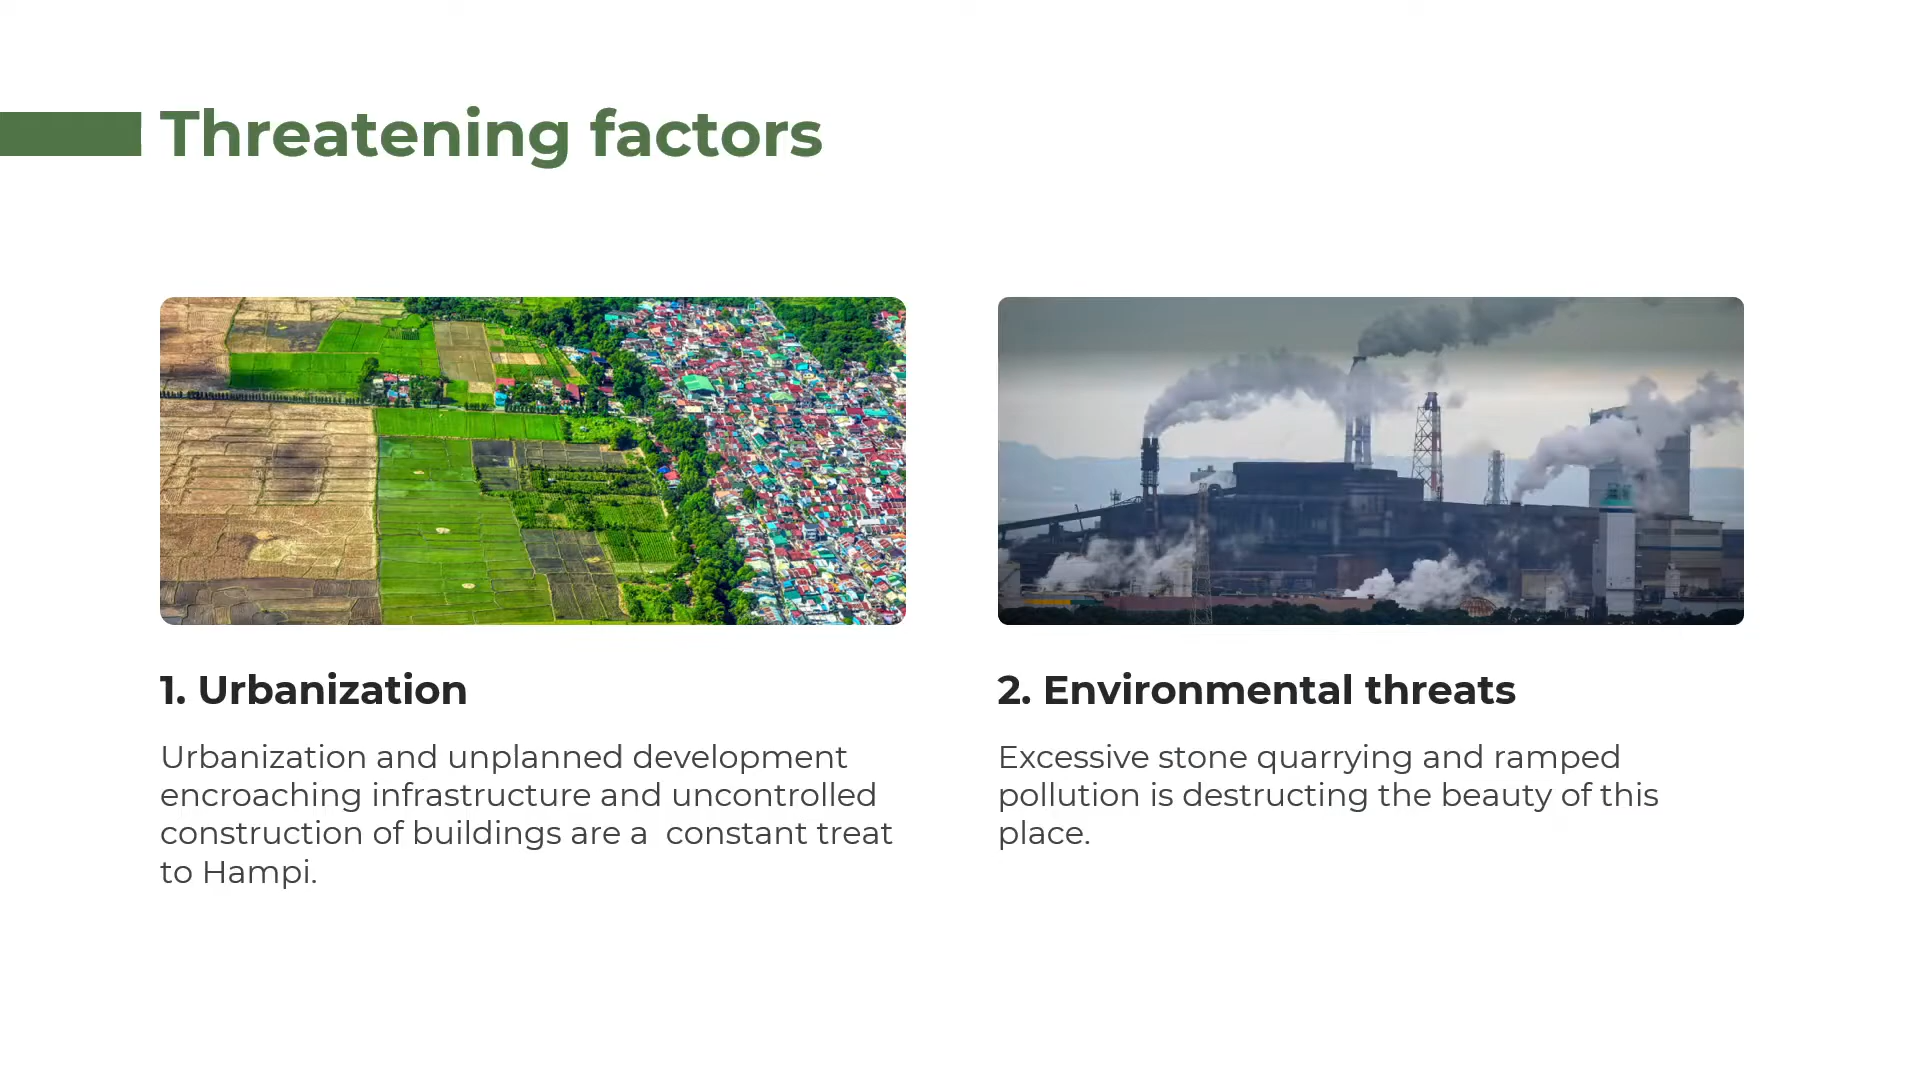 Threatening factors
1. Urbanization
Urbanization and unplanned development
encroaching infrastructure and uncontrolled
construction of buildings are a  constant treat
to Hampi.
2. Environmental threats
Excessive stone quarrying and ramped
pollution is destructing the beauty of this
place.